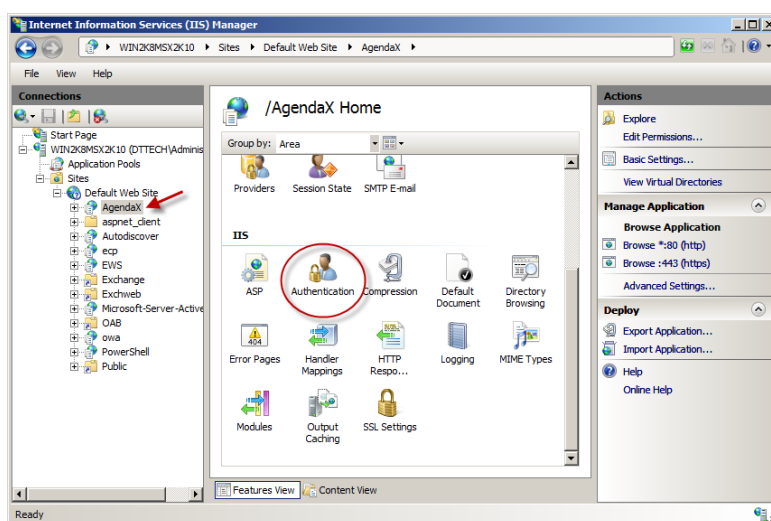 Internet Information Services (IIS) Manager
WIN2K8MSX2K10 Sites Default Web Site AgendaX
File View Help
Connections
Start Page
WIN2K8MSX2K10 (DTTECH\Adminis
Application Pools
Sites
Default Web Site
AgendaX
aspnet_client
Autodiscover
ecp
EWS
Exchange
Exchweb
Microsoft-Server-Active
OAB
owa
PowerShell
Public
/AgendaX Home
Group by: Area
Providers Session State SMTP E-mail
IIS
ASP Authentication Compression Default Document Directory Browsing
404
Error Pages Handler Mappings HTTP Respo... Logging MIME Types
Modules Output Caching SSL Settings
Features View Content View
Actions
Explore
Edit Permissions...
Basic Settings...
View Virtual Directories
Manage Application
Browse Application
Browse *:80 (http)
Browse :443 (https)
Advanced Settings...
Deploy
Export Application...
Import Application...
Help
Online Help
Ready